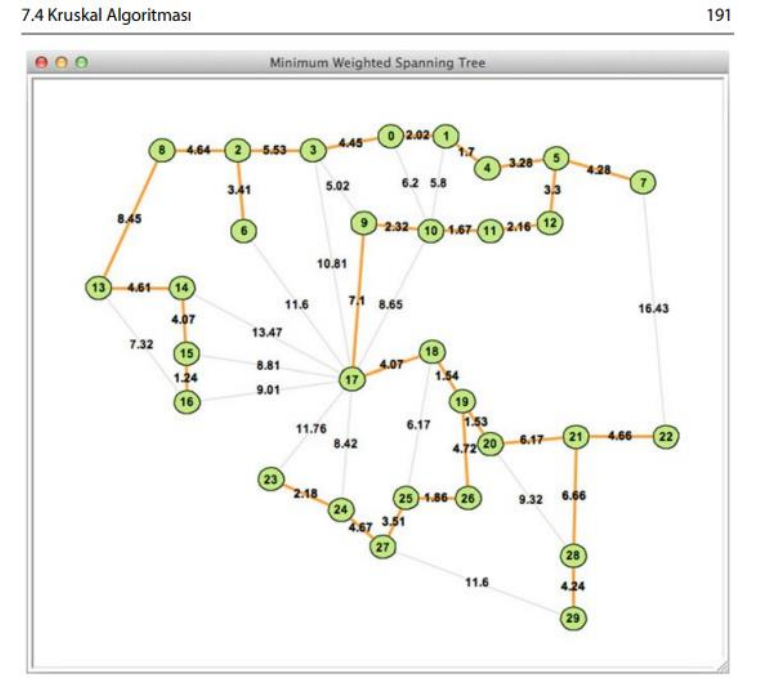 7.4 Kruskal Algoritması 191
Minimum Weighted Spanning Tree
0 2.02 1
8 4.64 2 5.53 3 4.45
1.7 4 3.28 5 4.28 7
3.41 5.02 6.2 5.8 3.3
6 9 2.32 10 1.67 11 2.16 12
8.45
10.81
13 4.61 14
11.6 7.1 8.65 16.43
4.07 13.47
7.32 15 8.81 17 4.07 18
1.24 9.01 1.54
16 19
11.76 8.42 6.17 1.53
4.72 20 6.17 21 4.66 22
23 2.18 24 25 1.86 26 9.32 6.66
4.67 3.51
27 28
11.6 4.24
29